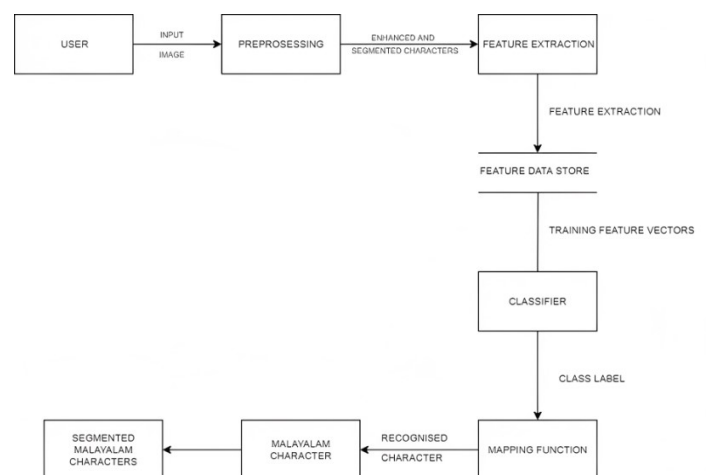 USER
INPUT
IMAGE
PREPROSESSING
ENHANCED AND
SEGMENTED CHARACTERS
FEATURE EXTRACTION
FEATURE EXTRACTION
FEATURE DATA STORE
TRAINING FEATURE VECTORS
CLASSIFIER
CLASS LABEL
MAPPING FUNCTION
RECOGNISED
CHARACTER
MALAYALAM
CHARACTER
SEGMENTED
MALAYALAM
CHARACTERS